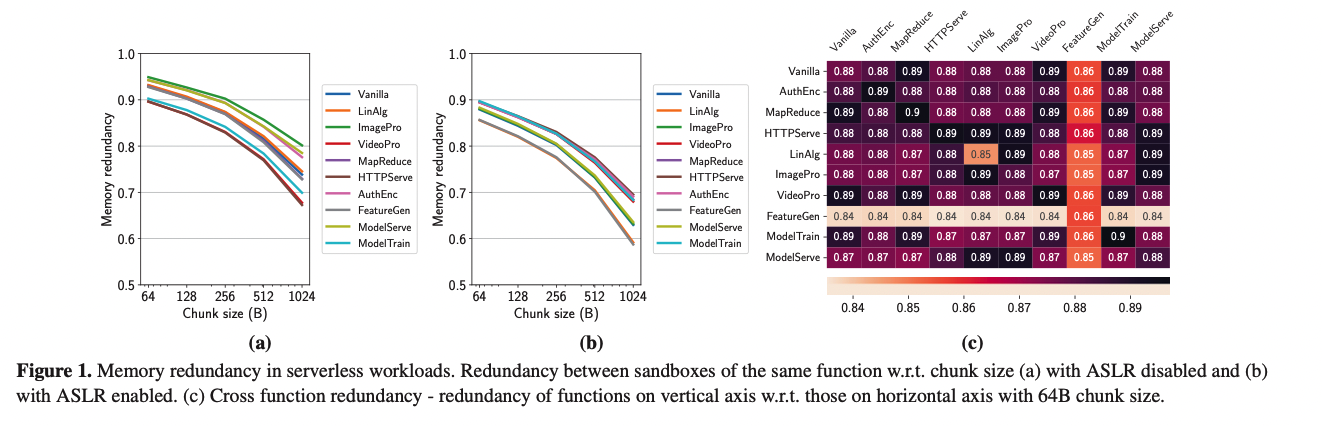 1.0
0.9
0.8
0.7
0.6
0.5
Memory redundancy
64 128 256 512 1024
Chunk size (B)
Vanilla
LinAlg
ImagePro
VideoPro
MapReduce
HTTPServe
AuthEnc
FeatureGen
ModelServe
ModelTrain
(a)
1.0
0.9
0.8
0.7
0.6
0.5
Memory redundancy
64 128 256 512 1024
Chunk size (B)
Vanilla
LinAlg
ImagePro
VideoPro
MapReduce
HTTPServe
AuthEnc
FeatureGen
ModelServe
ModelTrain
(b)
Vanilla AuthEnc MapReduce HTTPServe LinAlg ImagePro VideoPro FeatureGen ModelTrain ModelServe
Vanilla 0.88 0.88 0.89 0.88 0.88 0.88 0.89 0.86 0.89 0.88
AuthEnc 0.88 0.89 0.88 0.88 0.88 0.88 0.88 0.86 0.88 0.88
MapReduce 0.89 0.88 0.9 0.88 0.88 0.88 0.89 0.86 0.89 0.88
HTTPServe 0.88 0.88 0.88 0.89 0.89 0.89 0.88 0.86 0.88 0.89
LinAlg 0.88 0.88 0.87 0.88 0.85 0.89 0.88 0.85 0.87 0.89
ImagePro 0.88 0.88 0.87 0.88 0.89 0.88 0.87 0.85 0.87 0.89
VideoPro 0.89 0.88 0.89 0.88 0.88 0.88 0.89 0.86 0.89 0.88
FeatureGen 0.84 0.84 0.84 0.84 0.84 0.84 0.84 0.86 0.84 0.84
ModelTrain 0.89 0.88 0.89 0.87 0.87 0.87 0.89 0.86 0.9 0.88
ModelServe 0.87 0.87 0.87 0.88 0.89 0.89 0.87 0.85 0.87 0.88
0.84 0.85 0.86 0.87 0.88 0.89
(c)
Figure 1. Memory redundancy in serverless workloads. Redundancy between sandboxes of the same function w.r.t. chunk size (a) with ASLR disabled and (b)
with ASLR enabled. (c) Cross function redundancy - redundancy of functions on vertical axis w.r.t. those on horizontal axis with 64B chunk size.